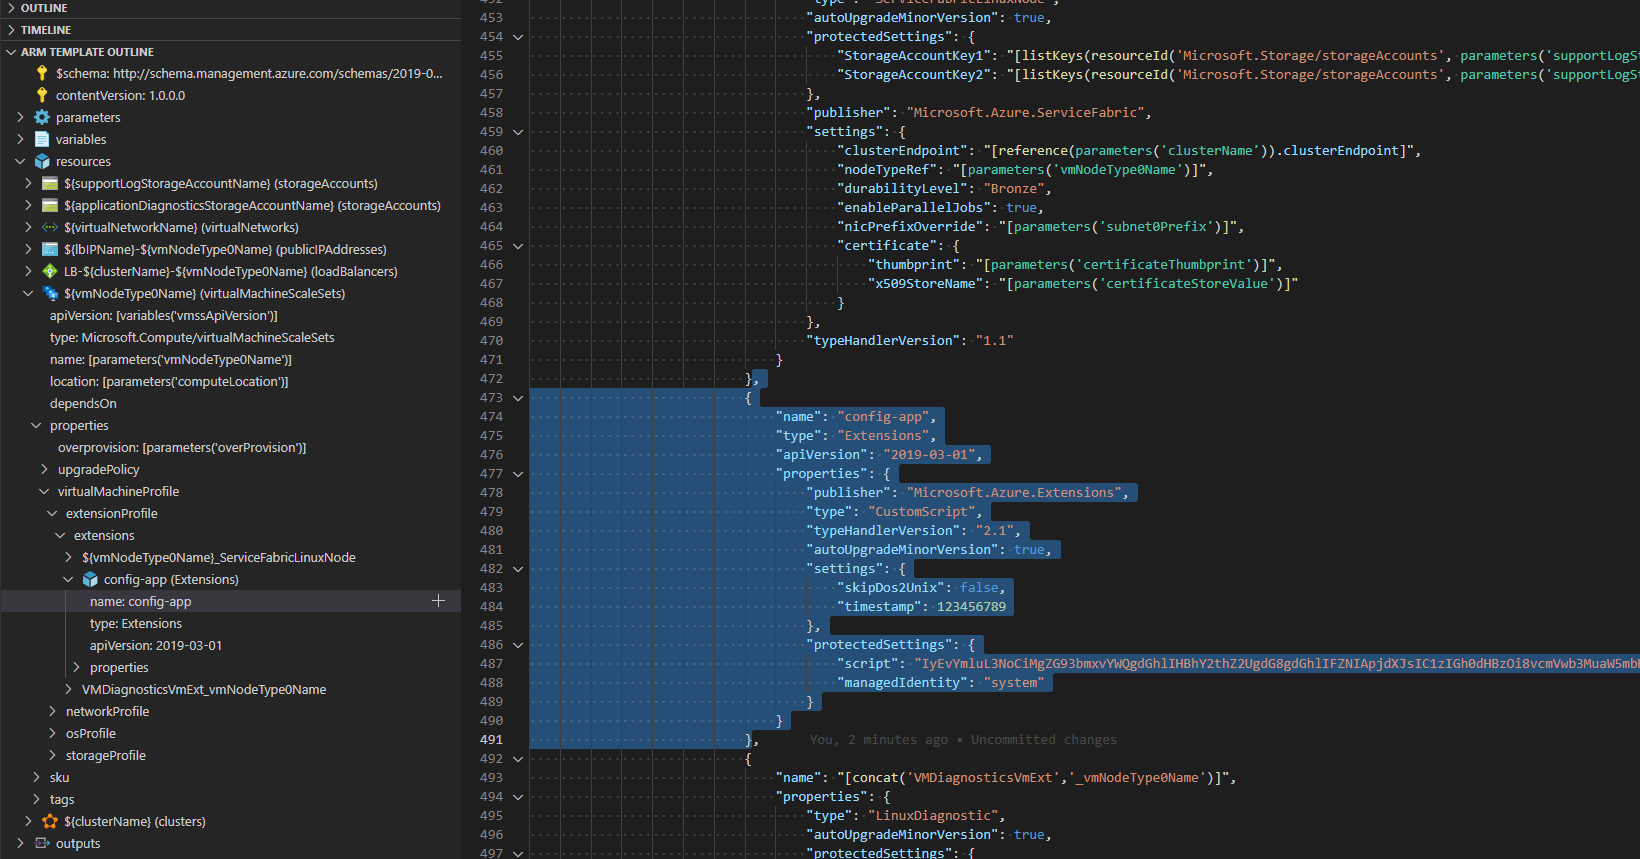 OUTLINE
TIMELINE
ARM TEMPLATE OUTLINE
$schema: http://schema.management.azure.com/schemas/2019-0...
contentVersion: 1.0.0.0
parameters
variables
resources
${supportLogStorageAccountName} (storageAccounts)
${applicationDiagnosticsStorageAccountName} (storageAccounts)
${virtualNetworkName} (virtualNetworks)
${lbIPName}-${vmNodeType0Name} (publicIPAddresses)
LB-${clusterName}-${vmNodeType0Name} (loadBalancers)
${vmNodeType0Name} (virtualMachineScaleSets)
apiVersion: [variables('vmssApiVersion')]
type: Microsoft.Compute/virtualMachineScaleSets
name: [parameters('vmNodeType0Name')]
location: [parameters('computeLocation')]
dependsOn
properties
overprovision: [parameters('overProvision')]
upgradePolicy
virtualMachineProfile
extensionProfile
extensions
${vmNodeType0Name}_ServiceFabricLinuxNode
config-app (Extensions)
name: config-app
type: Extensions
apiVersion: 2019-03-01
properties
VMDiagnosticsVmExt_vmNodeType0Name
networkProfile
osProfile
storageProfile
sku
tags
${clusterName} (clusters)
outputs
452 "type": "ServiceFabricLinuxNode",
453 "autoUpgradeMinorVersion": true,
454 "protectedSettings": {
455 "StorageAccountKey1": "[listKeys(resourceId('Microsoft.Storage/storageAccounts', parameters('supportLogSt
456 "StorageAccountKey2": "[listKeys(resourceId('Microsoft.Storage/storageAccounts', parameters('supportLogSt
457 },
458 "publisher": "Microsoft.Azure.ServiceFabric",
459 "settings": {
460 "clusterEndpoint": "[reference(parameters('clusterName')).clusterEndpoint]",
461 "nodeTypeRef": "[parameters('vmNodeType0Name')]",
462 "durabilityLevel": "Bronze",
463 "enableParallelJobs": true,
464 "nicPrefixOverride": "[parameters('subnet0Prefix')]",
465 "certificate": {
466 "thumbprint": "[parameters('certificateThumbprint')]",
467 "x509StoreName": "[parameters('certificateStoreValue')]"
468 }
469 },
470 "typeHandlerVersion": "1.1"
471 }
472 },
473 {
474 "name": "config-app",
475 "type": "Extensions",
476 "apiVersion": "2019-03-01",
477 "properties": {
478 "publisher": "Microsoft.Azure.Extensions",
479 "type": "CustomScript",
480 "typeHandlerVersion": "2.1",
481 "autoUpgradeMinorVersion": true,
482 "settings": {
483 "skipDos2Unix": false,
484 "timestamp": 123456789
485 },
486 "protectedSettings": {
487 "script": "IyEvYmluL3NoCiMgZG93bmxvYWQgdGhlIHBhY2thZ2UgdG8gdGhlIFZNIApjdXJsIC1zIGh0dHBzOi8vcmVwb3MuaW5mb
488 "managedIdentity": "system"
489 }
490 }
491 }, You, 2 minutes ago • Uncommitted changes
492 {
493 "name": "[concat('VMDiagnosticsVmExt','_vmNodeType0Name')]",
494 "properties": {
495 "type": "LinuxDiagnostic",
496 "autoUpgradeMinorVersion": true,
497 "protectedSettings": {